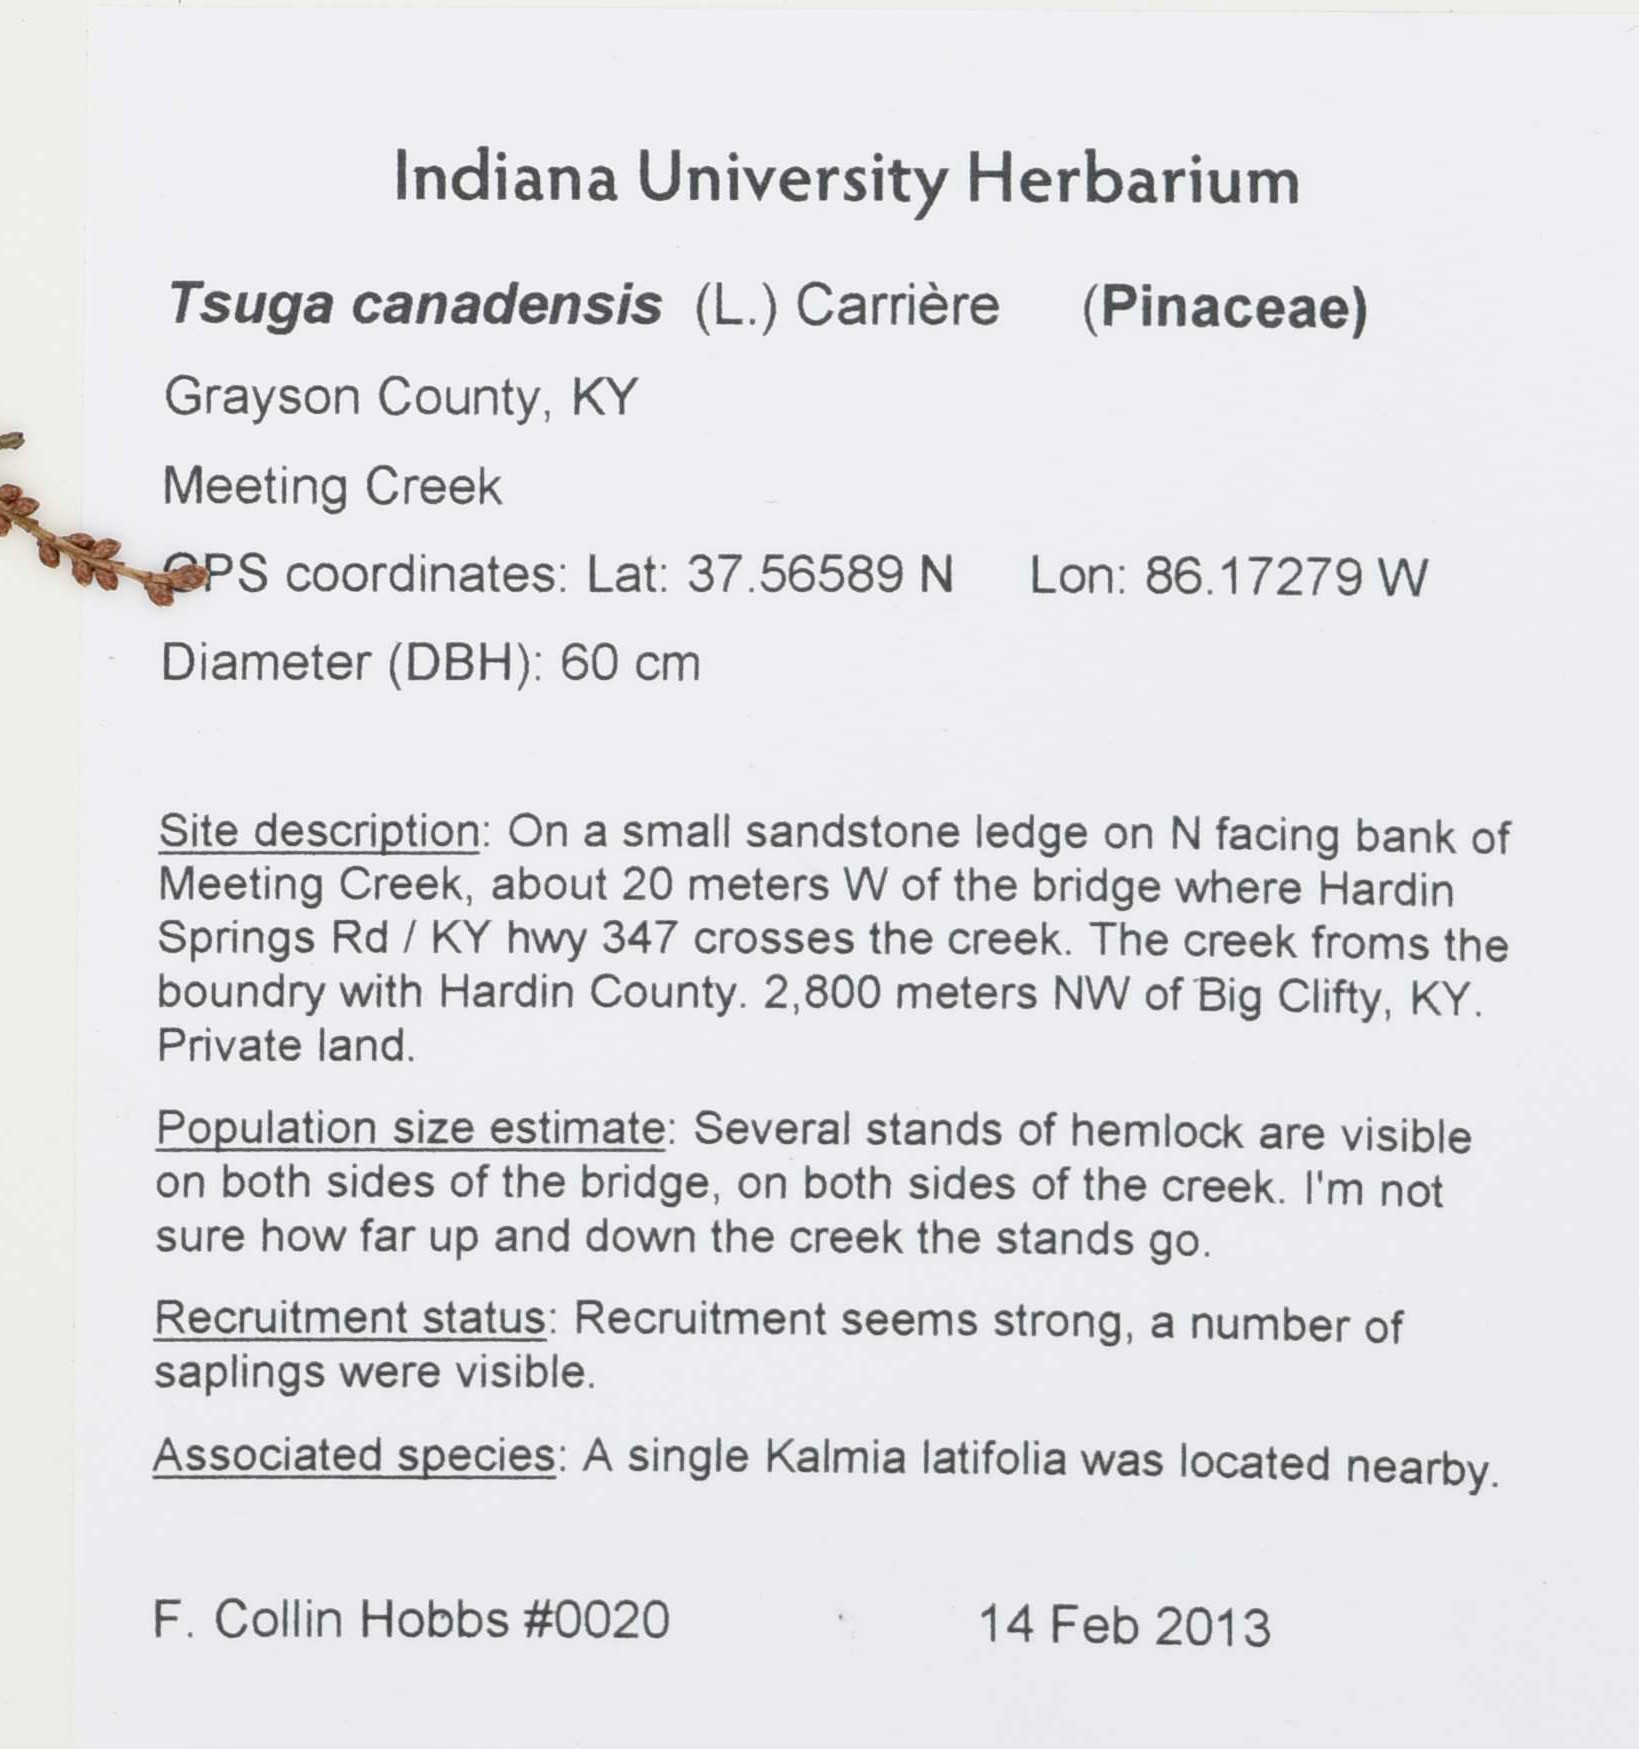 Indiana University Herbarium
Tsuga canadensis (L.) Carrière (Pinaceae)
Grayson County, KY
Meeting Creek
GPS coordinates: Lat: 37.56589 N Lon: 86.17279 W
Diameter (DBH): 60 cm
Site description: On a small sandstone ledge on N facing bank of
Meeting Creek, about 20 meters W of the bridge where Hardin
Springs Rd / KY hwy 347 crosses the creek. The creek froms the
boundry with Hardin County. 2,800 meters NW of Big Clifty, KY.
Private land.
Population size estimate: Several stands of hemlock are visible
on both sides of the bridge, on both sides of the creek. I'm not
sure how far up and down the creek the stands go.
Recruitment status: Recruitment seems strong, a number of
saplings were visible.
Associated species: A single Kalmia latifolia was located nearby.
F. Collin Hobbs #0020 14 Feb 2013